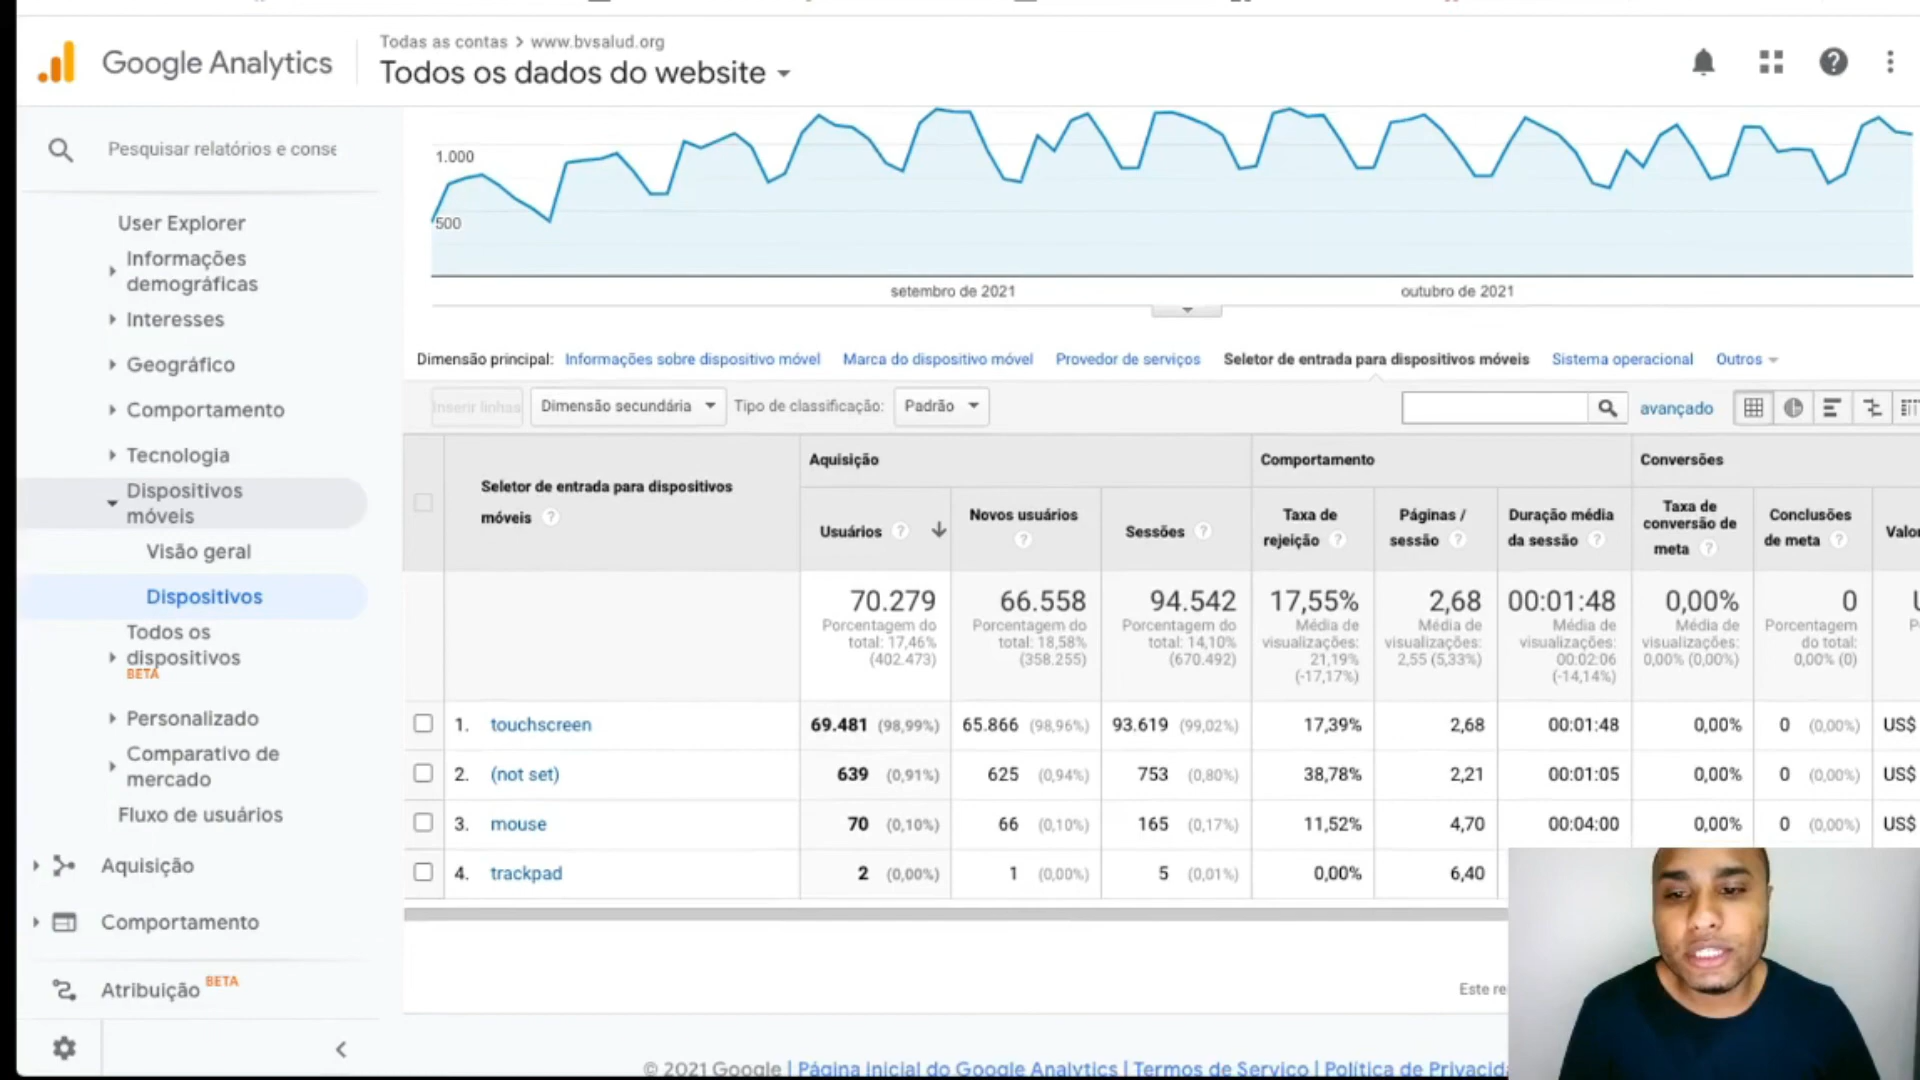 Google Analytics
Todas as contas > www.bvsalud.org
Todos os dados do website
Pesquisar relatórios e conse
User Explorer
Informações
demográficas
Interesses
Geográfico
Comportamento
Tecnologia
Dispositivos
móveis
Visão geral
Dispositivos
Todos os
dispositivos
BETA
Personalizado
Comparativo de
mercado
Fluxo de usuários
Aquisição
Comportamento
Atribuição BETA
1.000
500
setembro de 2021
outubro de 2021
Dimensão principal: Informações sobre dispositivo móvel Marca do dispositivo móvel Provedor de serviços Seletor de entrada para dispositivos móveis Sistema operacional Outros
Inserir linhas Dimensão secundária Tipo de classificação: Padrão avançado
Seletor de entrada para dispositivos
móveis ?
Aquisição Comportamento Conversões
Usuários ?
Novos usuários
?
Sessões ?
Taxa de
rejeição ?
Páginas /
sessão ?
Duração média
da sessão ?
Taxa de
conversão de
meta ?
Conclusões
de meta ?
Valor
70.279
Porcentagem do
total: 17,46%
(402.473)
66.558
Porcentagem do
total: 18,58%
(358.255)
94.542
Porcentagem do
total: 14,10%
(670.492)
17,55%
Média de
visualizações:
21,19%
(-17,17%)
2,68
Média de
visualizações:
2,55 (5,33%)
00:01:48
Média de
visualizações:
00:02:06
(-14,14%)
0,00%
Média de
visualizações:
0,00% (0,00%)
0
Porcentagem
do total:
0,00% (0)
1. touchscreen 69.481 (98,99%) 65.866 (98,96%) 93.619 (99,02%) 17,39% 2,68 00:01:48 0,00% 0 (0,00%) US$
2. (not set) 639 (0,91%) 625 (0,94%) 753 (0,80%) 38,78% 2,21 00:01:05 0,00% 0 (0,00%) US$
3. mouse 70 (0,10%) 66 (0,10%) 165 (0,17%) 11,52% 4,70 00:04:00 0,00% 0 (0,00%) US$
4. trackpad 2 (0,00%) 1 (0,00%) 5 (0,01%) 0,00% 6,40
Este re
© 2021 Google | Página inicial do Google Analytics | Termos de Serviço | Política de Privacid